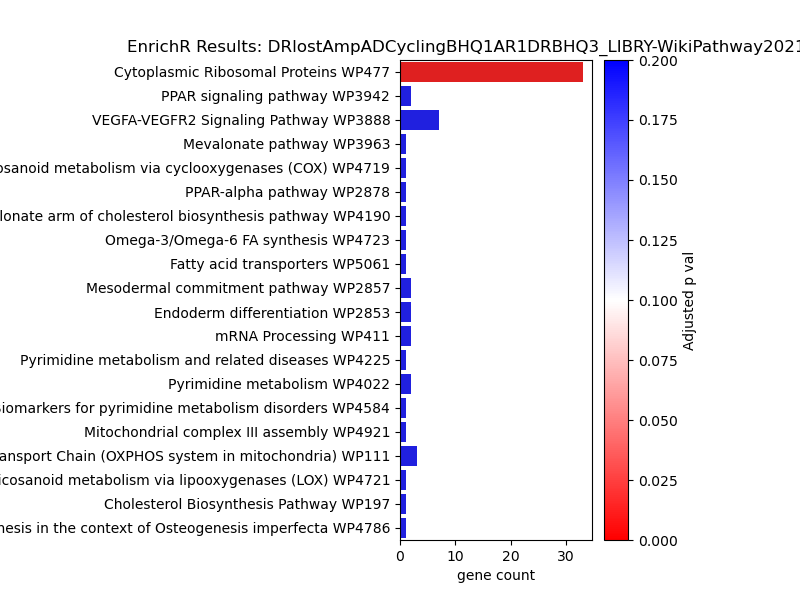 EnrichR Results: DRlostAmpADCyclingBHQ1AR1DRBHQ3_LIBRY-WikiPathway2021
Cytoplasmic Ribosomal Proteins WP477
PPAR signaling pathway WP3942
VEGFA-VEGFR2 Signaling Pathway WP3888
Mevalonate pathway WP3963
osanoid metabolism via cyclooxygenases (COX) WP4719
PPAR-alpha pathway WP2878
lonate arm of cholesterol biosynthesis pathway WP4190
Omega-3/Omega-6 FA synthesis WP4723
Fatty acid transporters WP5061
Mesodermal commitment pathway WP2857
Endoderm differentiation WP2853
mRNA Processing WP411
Pyrimidine metabolism and related diseases WP4225
Pyrimidine metabolism WP4022
Biomarkers for pyrimidine metabolism disorders WP4584
Mitochondrial complex III assembly WP4921
ansport Chain (OXPHOS system in mitochondria) WP111
icosanoid metabolism via lipooxygenases (LOX) WP4721
Cholesterol Biosynthesis Pathway WP197
nesis in the context of Osteogenesis imperfecta WP4786
0 10 20 30
gene count
0.200
0.175
0.150
0.125
0.100
0.075
0.050
0.025
0.000
Adjusted p val